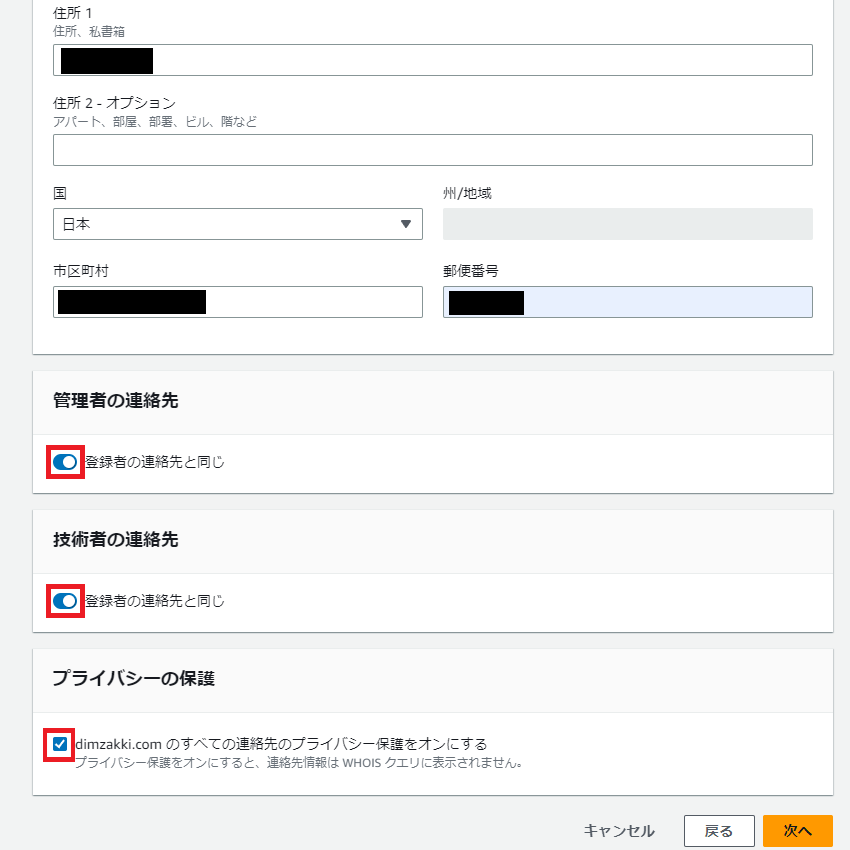 住所 1
住所、私書箱
住所 2 - オプション
アパート、部屋、部署、ビル、階など
国
州/地域
日本
市区町村
郵便番号
管理者の連絡先
登録者の連絡先と同じ
技術者の連絡先
登録者の連絡先と同じ
プライバシーの保護
dimzakki.com のすべての連絡先のプライバシー保護をオンにする
プライバシー保護をオンにすると、連絡先情報は WHOIS クエリに表示されません。
キャンセル
戻る
次へ